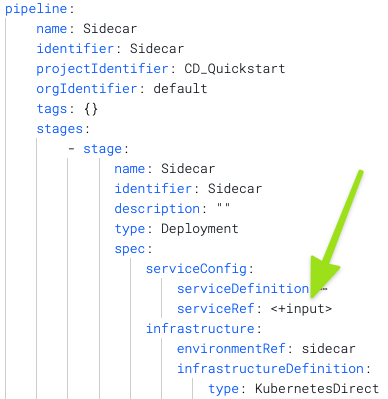 pipeline:
name: Sidecar
identifier: Sidecar
projectIdentifier: CD_Quickstart
orgIdentifier: default
tags: {}
stages:
- stage:
name: Sidecar
identifier: Sidecar
description: ""
type: Deployment
spec:
serviceConfig:
serviceDefinition
serviceRef: <+input>
infrastructure:
environmentRef: sidecar
infrastructureDefinition:
type: KubernetesDirect